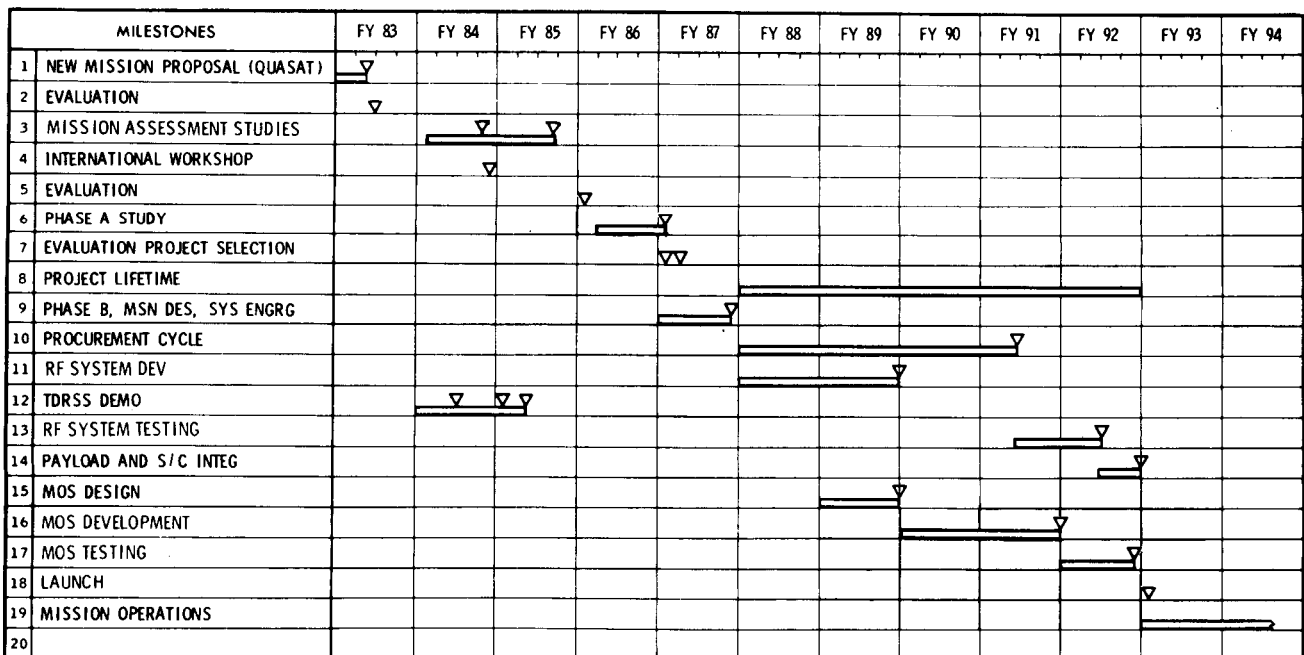 MILESTONES FY 83 FY 84 FY 85 FY 86 FY 87 FY 88 FY 89 FY 90 FY 91 FY 92 FY 93 FY 94
1 NEW MISSION PROPOSAL (QUASAT)
2 EVALUATION
3 MISSION ASSESSMENT STUDIES
4 INTERNATIONAL WORKSHOP
5 EVALUATION
6 PHASE A STUDY
7 EVALUATION PROJECT SELECTION
8 PROJECT LIFETIME
9 PHASE B, MSN DES, SYS ENGRG
10 PROCUREMENT CYCLE
11 RF SYSTEM DEV
12 TDRSS DEMO
13 RF SYSTEM TESTING
14 PAYLOAD AND S/C INTEG
15 MOS DESIGN
16 MOS DEVELOPMENT
17 MOS TESTING
18 LAUNCH
19 MISSION OPERATIONS
20